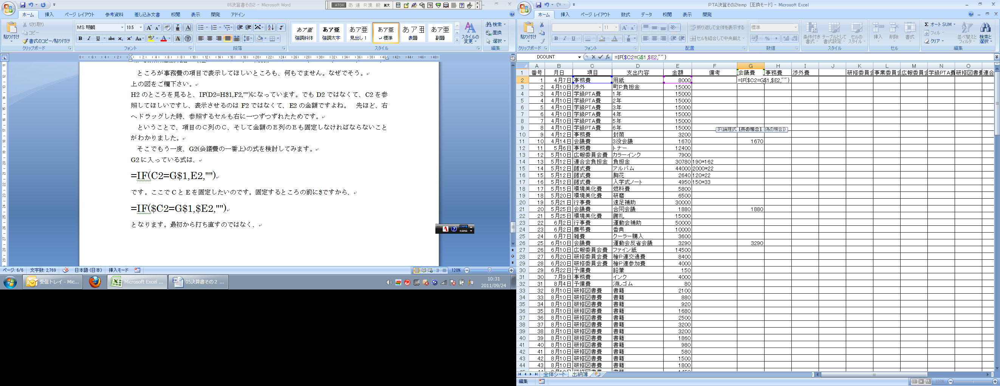 05決算書その2 - Microsoft Word
ATOK あ 連 R漢 般 英大
ホーム 挿入 ページ レイアウト 参考資料 差し込み文書 校閲 表示 開発 アドイン
貼り付け 切り取り コピー 書式のコピー/貼り付け
MS 明朝 10.5
あア亜 強調斜体 あア亜 強調太字 あア亜 見出し 1 あア亜 標準 あア亜 表題 あア亜 副題
スタイルの変更 検索 置換 選択
クリップボード フォント 段落 スタイル 編集
ところが事務費の項目で表示してほしいところも、何もでません。なぜでそう。
上の図をご欄下さい。
H2 のところを見ると、IF(D2=H$1,F2,"")になっています。でも D2 ではなくて、C2 を参
照してほしいですし、表示させるのは F2 ではなくて、E2 の金額ですよね。 先ほど、右
へドラッグした時、参照するセルも右に一つずつずれたためです。
ということで、項目のＣ列のＣ、そして金額のＥ列のＥも固定しなければならないこと
がわかりました。
そこでもう一度、G2(会議費の一番上)の式を検討してみます。
G2 に入っている式は、
=IF(C2=G$1,E2,"")
です。ここで C と E を固定したいのです。固定するところの前に$ですから、
=IF($C2=G$1,$E2,"")
となります。最初から打ち直すのではなく、
CAPS
KANA
ページ: 6/6 文字数: 2,769 日本語 (日本) 挿入モード 120%
受信トレイ - Mic... Microsoft Excel ... 05決算書その２ ...
10:31
2011/09/24
PTA決算その2temp [互換モード] - Microsoft Excel
ホーム 挿入 ページ レイアウト 数式 データ 校閲 表示 開発
貼り付け 11 折り返して全体を表示する セルを結合して中央揃え 標準
条件付き書式 テーブルとして書式設定 セルのスタイル 挿入 削除 書式
オート SUM フィル クリア 並べ替えとフィルタ 検索と選択
クリップボード フォント 配置 数値 スタイル セル 編集
DCOUNT =IF($C2=G$1,$E2,"")
A B C D E F G H I J K L M N O
1 番号 月日 項目 支出内容 金額 備考 会議費 事務費 渉外費 研修委員会 事業委員会 広報委員会 学級PTA費 研修図書費 連合
2 1 4月7日 事務費 用紙 8000 =IF($C2=G$1,$E2,"")
3 2 4月10日 渉外 町P負担金 15000
4 3 4月10日 学級PTA費 1年 15000
5 4 4月10日 学級PTA費 2年 15000
6 5 4月10日 学級PTA費 3年 15000
7 6 4月10日 学級PTA費 4年 15000
8 7 4月10日 学級PTA費 5年 15000
9 8 4月10日 学級PTA費 6年 15000
IF(論理式, [真の場合], [偽の場合])
10 9 4月12日 事務費 封筒 3200
11 10 4月14日 会議費 3役会議 1670 1670
12 11 5月6日 事務費 トナー 12400
13 12 5月10日 広報委員会費 カラーインク 7900
14 13 5月12日 連合会負担金 負担金 30780 190*162
15 14 5月12日 諸式費 アルバム 44000 2000*22
16 15 5月12日 諸式費 胸花 2640 120*22
17 16 5月12日 諸式費 入学式ノート 4950 150*33
18 17 5月15日 環境美化費 燃料費 5800
19 18 5月20日 環境美化費 研磨 6500
20 19 5月21日 行事費 遠足補助 30000
21 20 5月25日 会議費 合同会議 1880 1880
22 21 5月25日 環境美化費 謝礼 15000
23 22 6月2日 行事費 運動会補助 50000
24 23 6月2日 慶弔費 香典 10000
25 24 6月7日 雑費 クーラー購入 3600
26 25 6月10日 会議費 運動会反省会議 3290 3290
27 26 6月10日 広報委員会費 ファイン紙 14500
28 27 6月20日 研修委員会費 檜P連交通費 8400
29 28 6月20日 研修委員会費 檜P連参加費 4000
30 29 6月22日 予備費 鉛筆 150
31 30 7月9日 事務費 インク 4000
32 31 8月4日 予備費 消しゴム 80
33 32 8月10日 研修図書費 書籍 2100
34 33 8月10日 研修図書費 書籍 880
35 34 8月10日 研修図書費 書籍 920
36 35 8月10日 研修図書費 書籍 1680
37 36 8月10日 研修図書費 書籍 2500
38 37 8月10日 研修図書費 書籍 3200
39 38 8月10日 研修図書費 書籍 3200
40 39 8月10日 研修図書費 書籍 1860
41 40 8月10日 研修図書費 書籍 980
42 41 8月10日 研修図書費 書籍 580
43 42 8月10日 研修図書費 書籍 1500
44 43 8月10日 研修図書費 書籍 1800
全体シート 出納簿
編集 100%